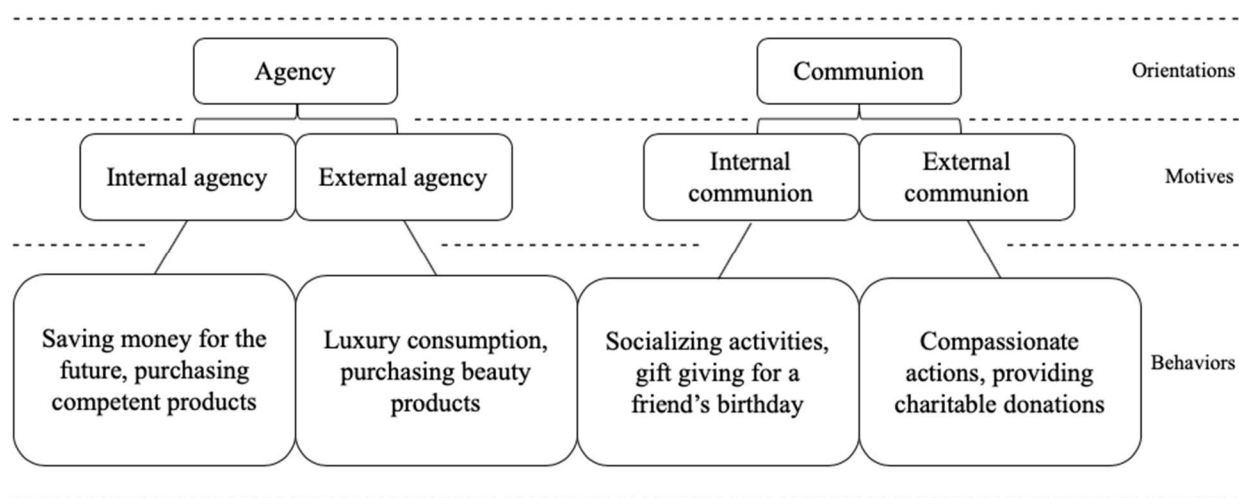 Agency
Communion
Orientations
Internal agency
External agency
Internal
communion
External
communion
Motives
Saving money for the
future, purchasing
competent products
Luxury consumption,
purchasing beauty
products
Socializing activities,
gift giving for a
friend’s birthday
Compassionate
actions, providing
charitable donations
Behaviors